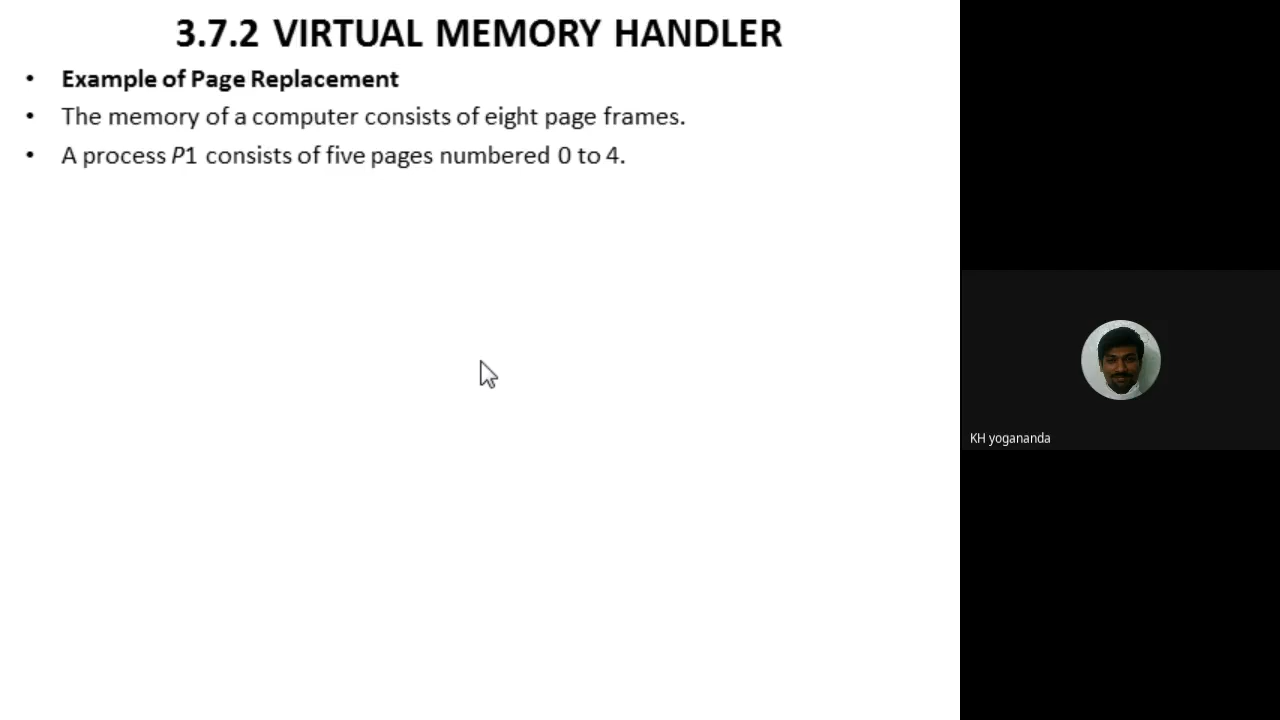 3.7.2 VIRTUAL MEMORY HANDLER
• Example of Page Replacement
• The memory of a computer consists of eight page frames.
• A process P1 consists of five pages numbered 0 to 4.
KH yogananda